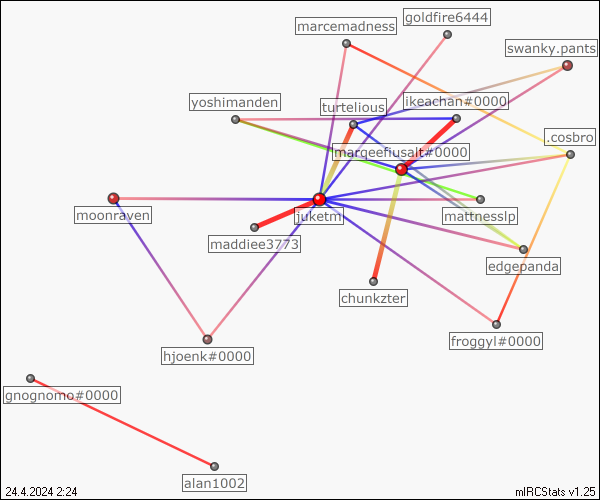 goldfire6444
marcemadness
swanky.pants
yoshimanden
turtelious
ikeachan#0000
.cosbro
margeefusalt#0000
moonraven
juketm
mattnesslp
maddiee3773
edgepanda
chunkzter
froggyl#0000
hjoenk#0000
gnognomo#0000
alan1002
24.4.2024 2:24
mIRCStats v1.25